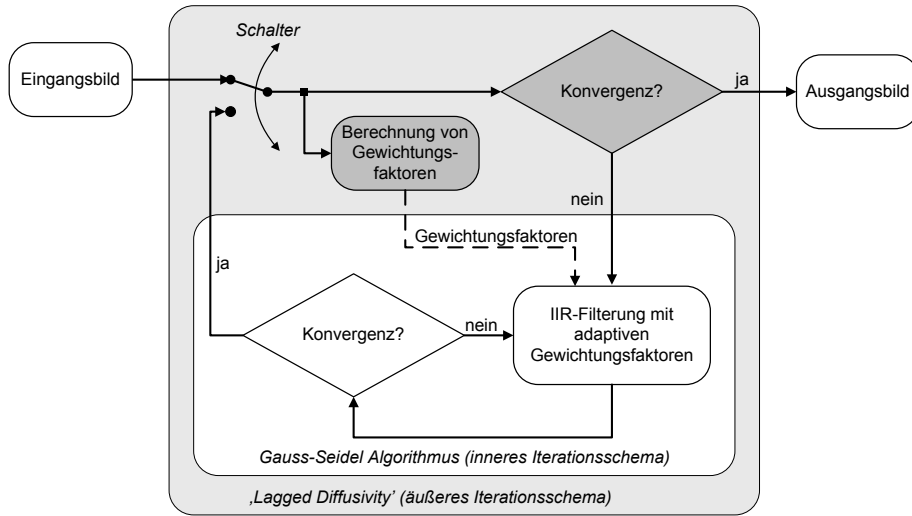 Schalter
Eingangsbild
Konvergenz?
ja
Ausgangsbild
Berechnung von
Gewichtungs-
faktoren
nein
Gewichtungsfaktoren
ja
Konvergenz?
nein
IIR-Filterung mit
adaptiven
Gewichtungsfaktoren
Gauss-Seidel Algorithmus (inneres Iterationsschema)
‚Lagged Diffusivity’ (äußeres Iterationsschema)